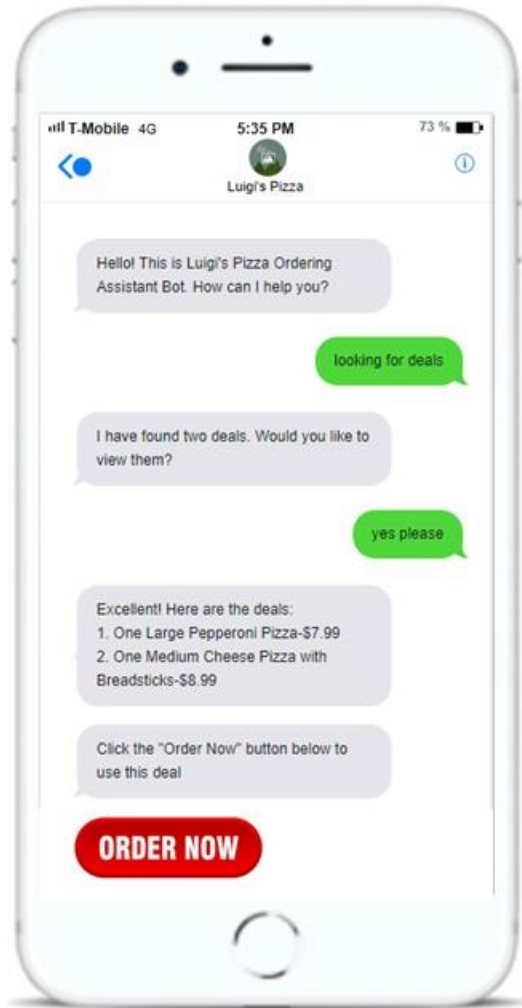 T-Mobile 4G 5:35 PM 73 %
Luigi's Pizza
Hello! This is Luigi's Pizza Ordering
Assistant Bot. How can I help you?
looking for deals
I have found two deals. Would you like to
view them?
yes please
Excellent! Here are the deals:
1. One Large Pepperoni Pizza-$7.99
2. One Medium Cheese Pizza with
Breadsticks-$8.99
Click the "Order Now" button below to
use this deal
ORDER NOW